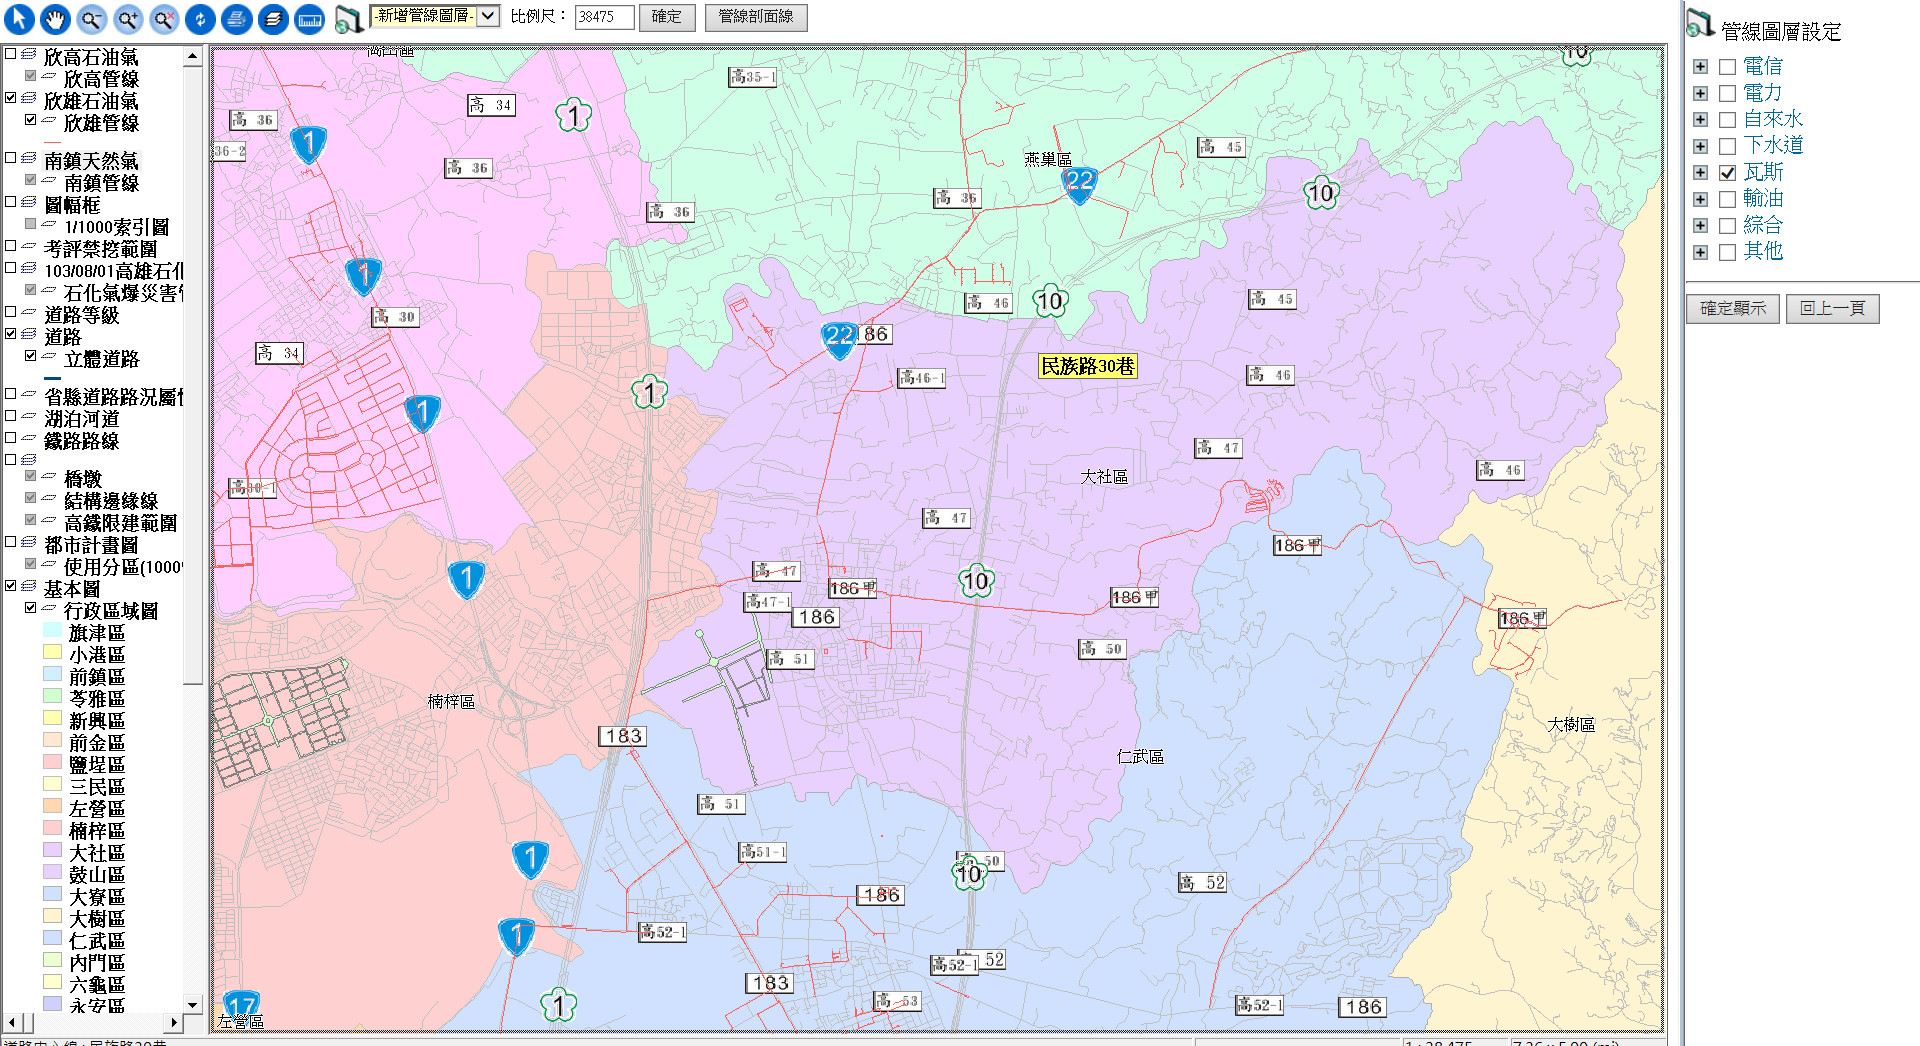 -新增管線圖層-
比例尺：
38475
確定
管線剖面線
欣高石油氣
欣高管線
欣雄石油氣
欣雄管線
南鎮天然氣
南鎮管線
圖幅框
1/1000索引圖
考評禁挖範圍
103/08/01高雄石化
石化氣爆災害
道路等級
道路
立體道路
省縣道路路況屬性
湖泊河道
鐵路路線
橋墩
結構邊緣線
高鐵限建範圍
都市計畫圖
使用分區(1000
基本圖
行政區域圖
旗津區
小港區
前鎮區
苓雅區
新興區
前金區
鹽埕區
三民區
左營區
楠梓區
大社區
鼓山區
大寮區
大樹區
仁武區
內門區
六龜區
永安區
高35-1
10
高 34
1
高 36
1
36-2
高 36
燕巢區
高 45
22
10
高 36
高 36
1
高 46
10
高 45
高 30
22
186
高 34
民族路30巷
高 46-1
高 46
1
1
高 47
大社區
高 46
高30-1
高 47
186甲
高 47
1
186甲
10
186甲
高47-1
186
186甲
高 50
高 51
楠梓區
大樹區
183
仁武區
高 51
高51-1
1
高 50
10
高 52
186
高52-1
1
高52-1
52
183
高 53
17
左營區
1
高52-1
186
管線圖層設定
電信
電力
自來水
下水道
瓦斯
輸油
綜合
其他
確定顯示
回上一頁